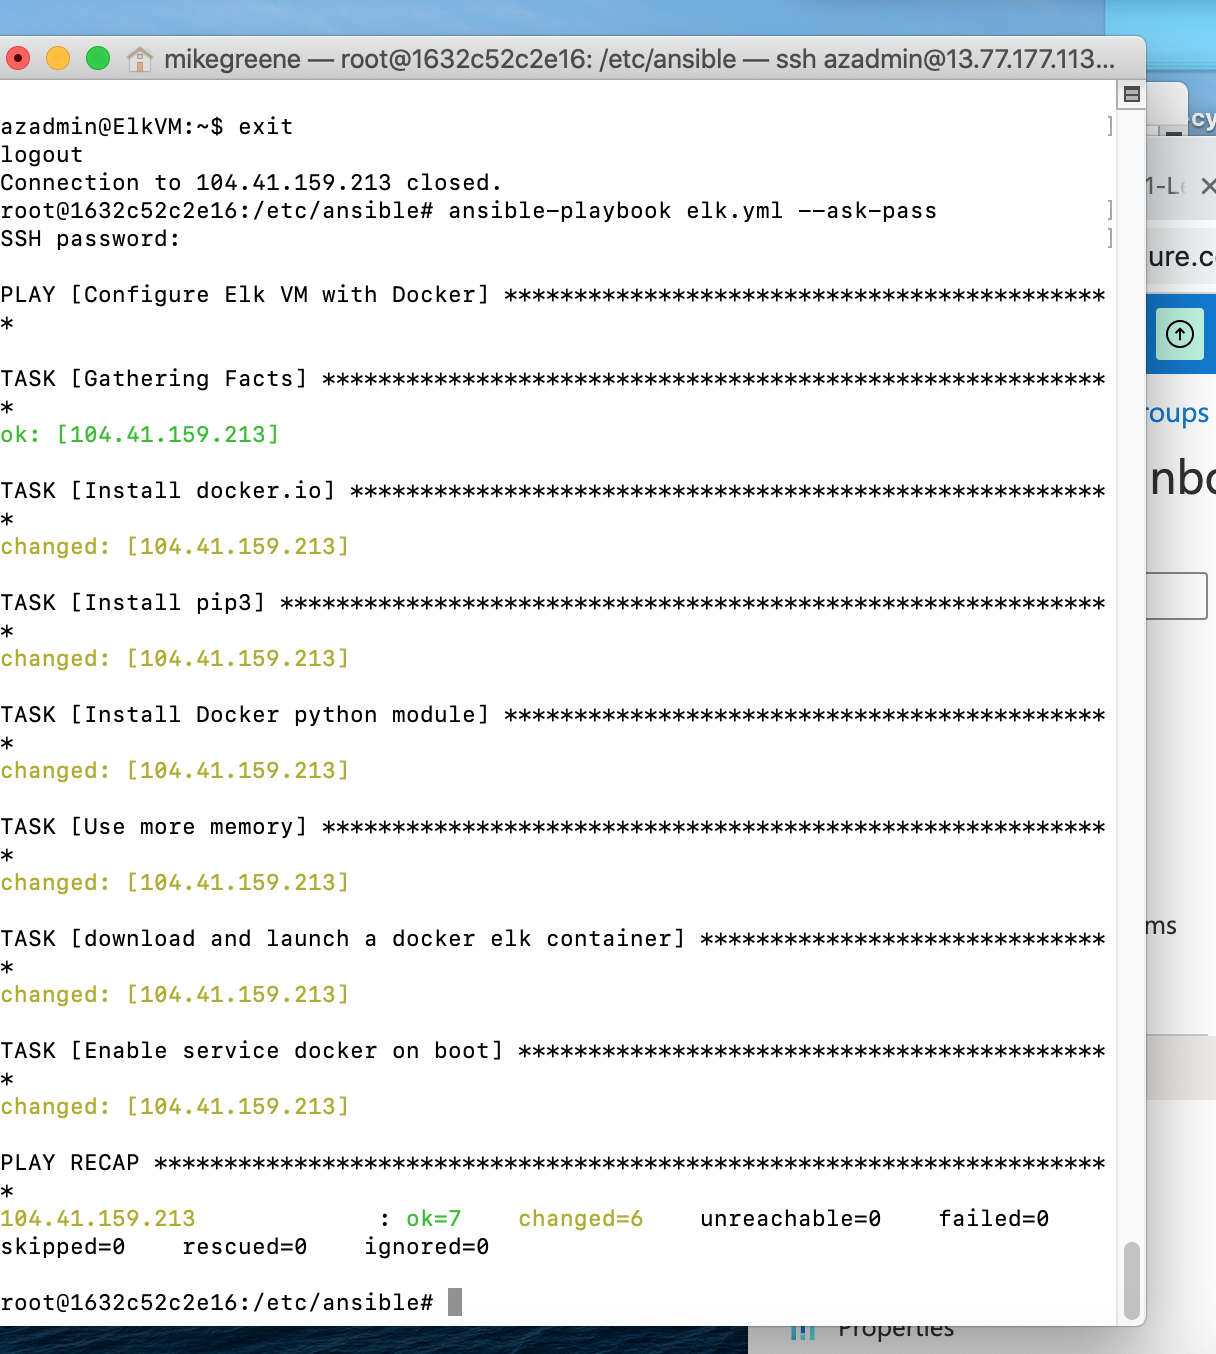 mikegreene — root@1632c52c2e16: /etc/ansible — ssh azadmin@13.77.177.113...
azadmin@ElkVM:~$ exit
logout
Connection to 104.41.159.213 closed.
root@1632c52c2e16:/etc/ansible# ansible-playbook elk.yml --ask-pass
SSH password:
PLAY [Configure Elk VM with Docker] *******************************************
*
TASK [Gathering Facts] ********************************************************
*
ok: [104.41.159.213]
TASK [Install docker.io] ******************************************************
*
changed: [104.41.159.213]
TASK [Install pip3] ***********************************************************
*
changed: [104.41.159.213]
TASK [Install Docker python module] *******************************************
*
changed: [104.41.159.213]
TASK [Use more memory] ********************************************************
*
changed: [104.41.159.213]
TASK [download and launch a docker elk container] *****************************
*
changed: [104.41.159.213]
TASK [Enable service docker on boot] ******************************************
*
changed: [104.41.159.213]
PLAY RECAP ********************************************************************
*
104.41.159.213             : ok=7    changed=6    unreachable=0    failed=0
skipped=0    rescued=0    ignored=0
root@1632c52c2e16:/etc/ansible#
cy
1-Le
ure.c
roups
nbo
ms
Properties